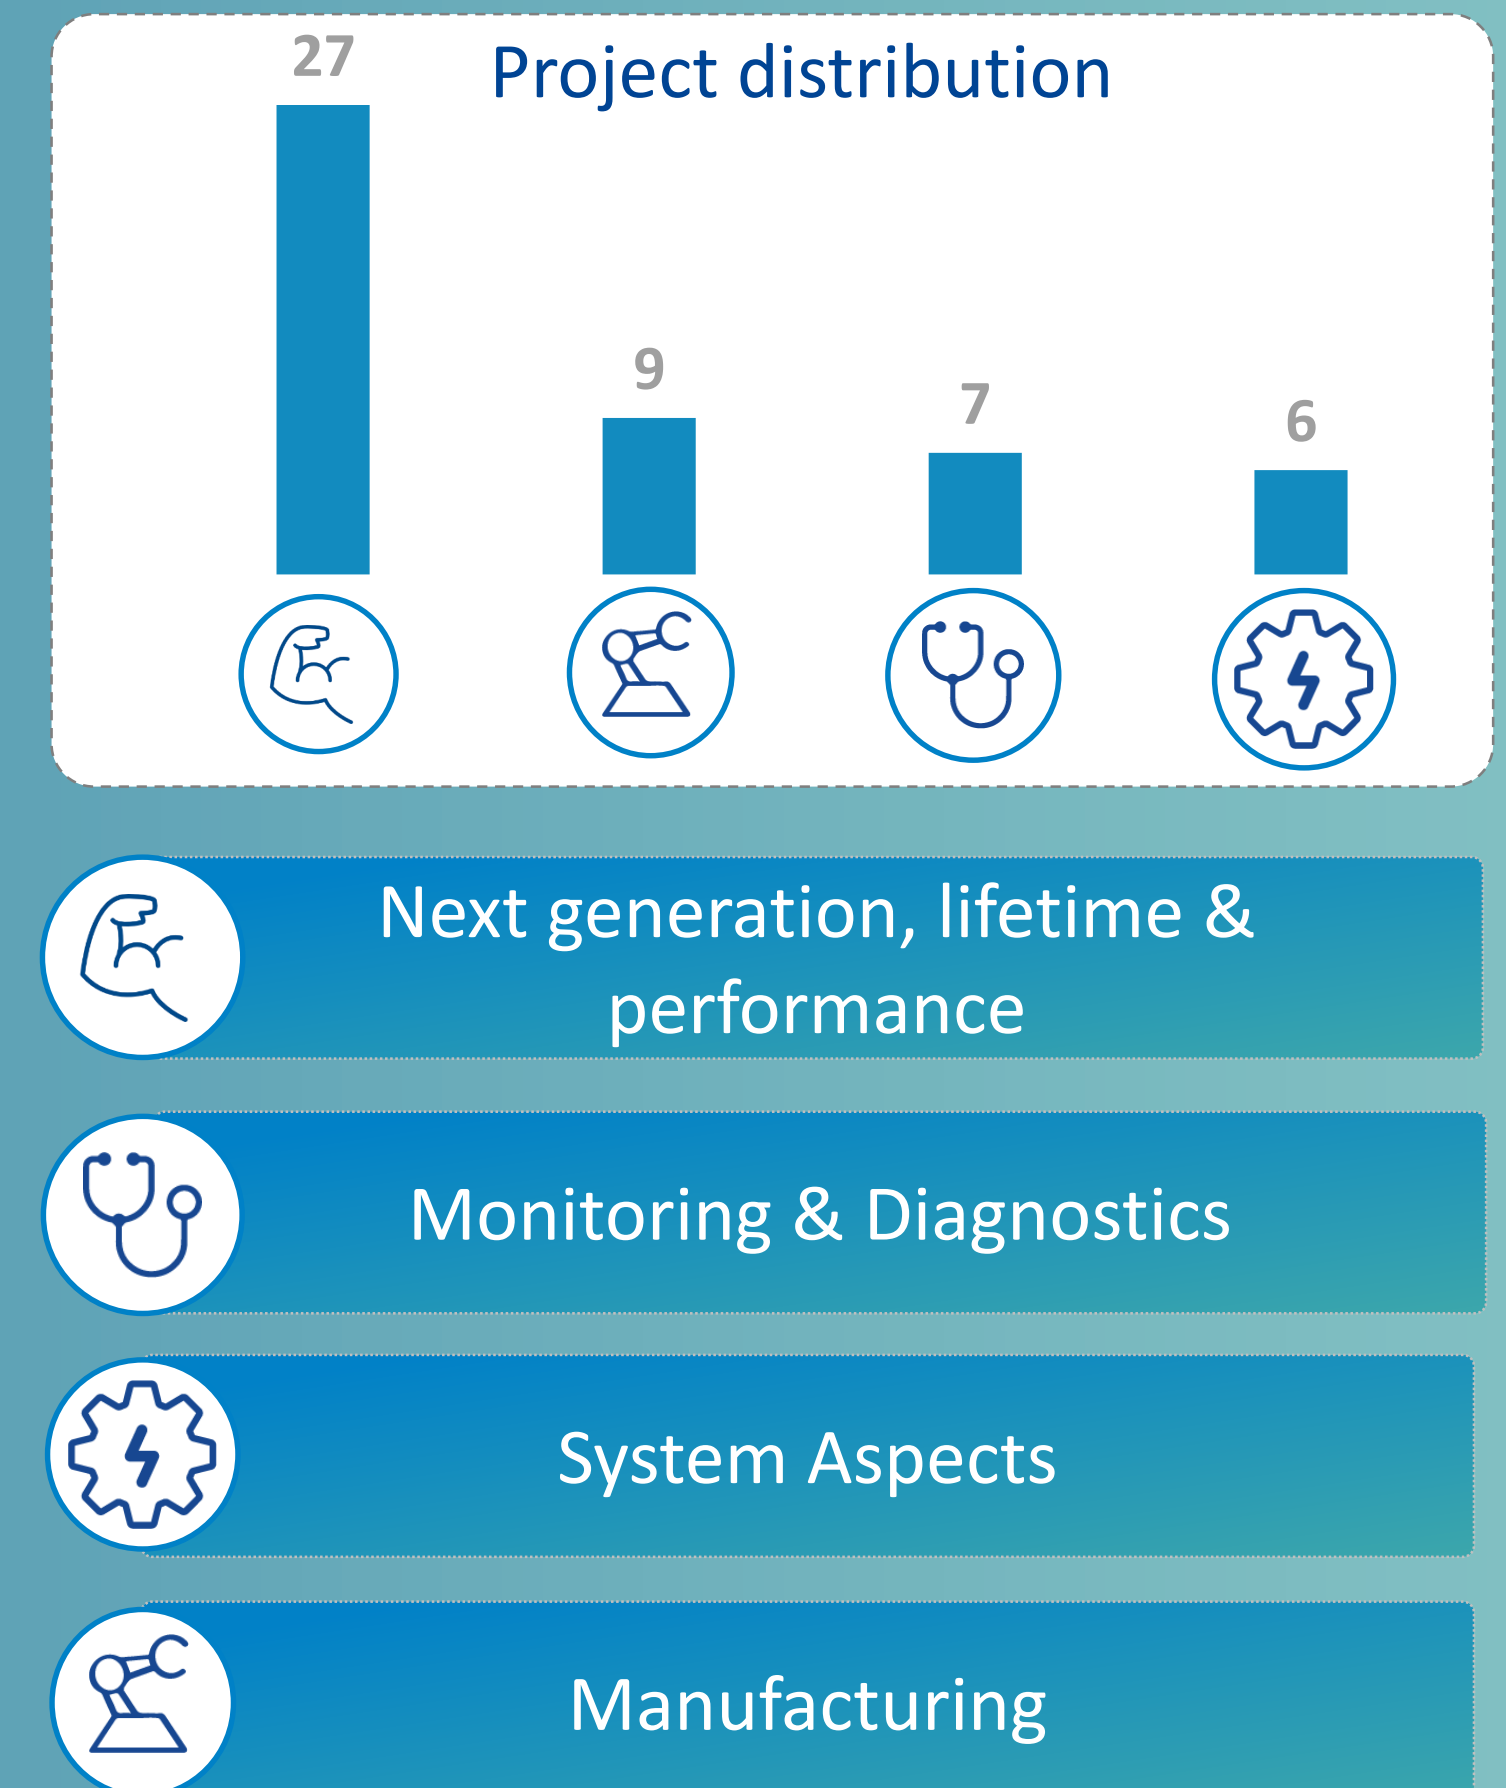 Project distribution
27
9
7
6
Next generation, lifetime &
performance
Monitoring & Diagnostics
System Aspects
Manufacturing